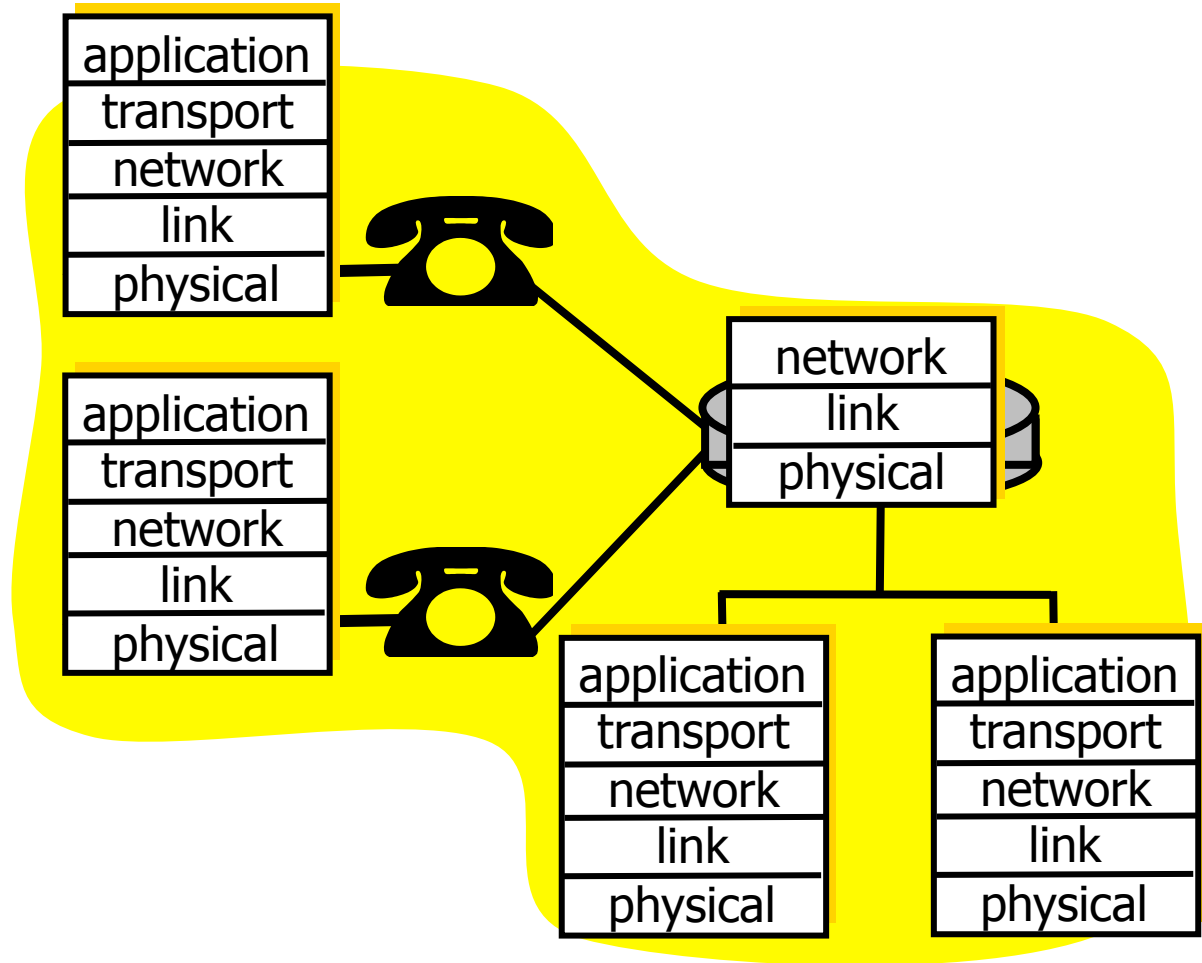 application
transport
network
link
physical
application
transport
network
link
physical
network
link
physical
application
transport
network
link
physical
application
transport
network
link
physical